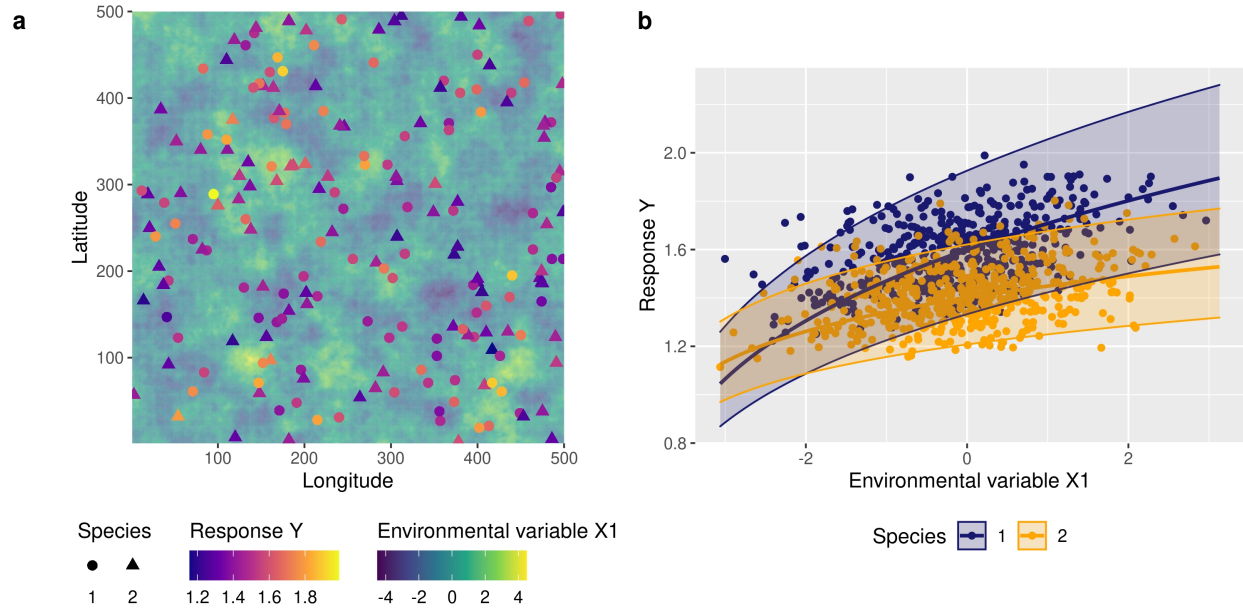 a
b
500
400
300
200
100
Latitude
100 200 300 400 500
Longitude
2.0
1.6
1.2
0.8
Response Y
-2 0 2
Environmental variable X1
Species
1 2
Response Y
1.2 1.4 1.6 1.8
Environmental variable X1
-4 -2 0 2 4
Species 1 2